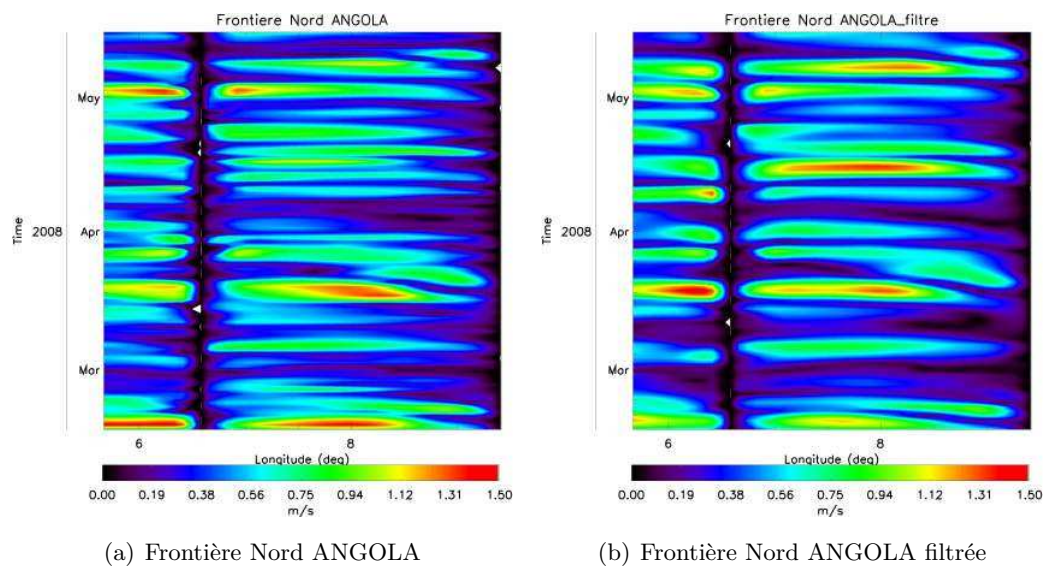 Frontiere Nord ANGOLA
May
Apr
Mar
Time
2008
6 8
Longitude (deg)
0.00 0.19 0.38 0.56 0.75 0.94 1.12 1.31 1.50
m/s
(a) Frontière Nord ANGOLA
Frontiere Nord ANGOLA_filtre
May
Apr
Mar
Time
2008
6 8
Longitude (deg)
0.00 0.19 0.38 0.56 0.75 0.94 1.12 1.31 1.50
m/s
(b) Frontière Nord ANGOLA filtrée